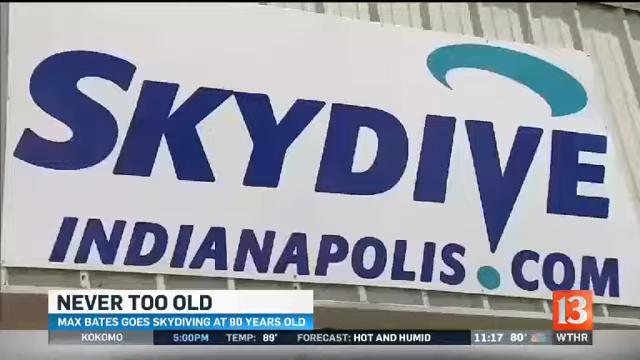 SKYDIVE
INDIANAPOLIS.COM
NEVER TOO OLD
MAX BATES GOES SKYDIVING AT 80 YEARS OLD
13
KOKOMO 5:00PM TEMP: 89° FORECAST: HOT AND HUMID 11:17 80° WTHR